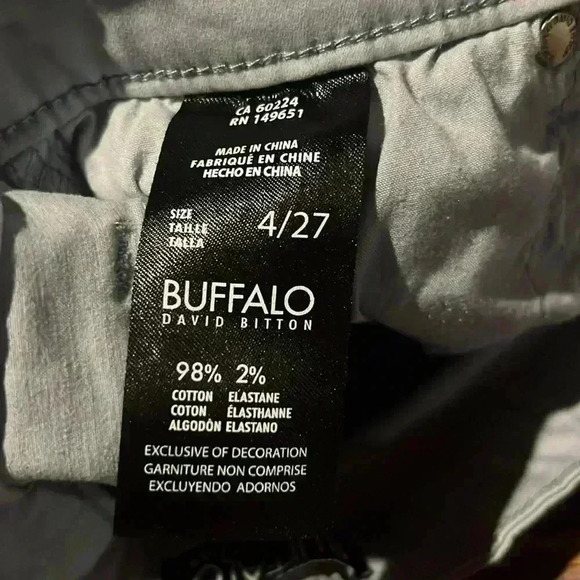 CA 60224
RN 149651
MADE IN CHINA
FABRIQUÉ EN CHINE
HECHO EN CHINA
SIZE
TAILLE
TALLA
4/27
BUFFALO
DAVID BITTON
98% 2%
COTTON ELASTANE
COTON ÉLASTHANNE
ALGODÓN ELASTANO
EXCLUSIVE OF DECORATION
GARNITURE NON COMPRISE
EXCLUYENDO ADORNOS